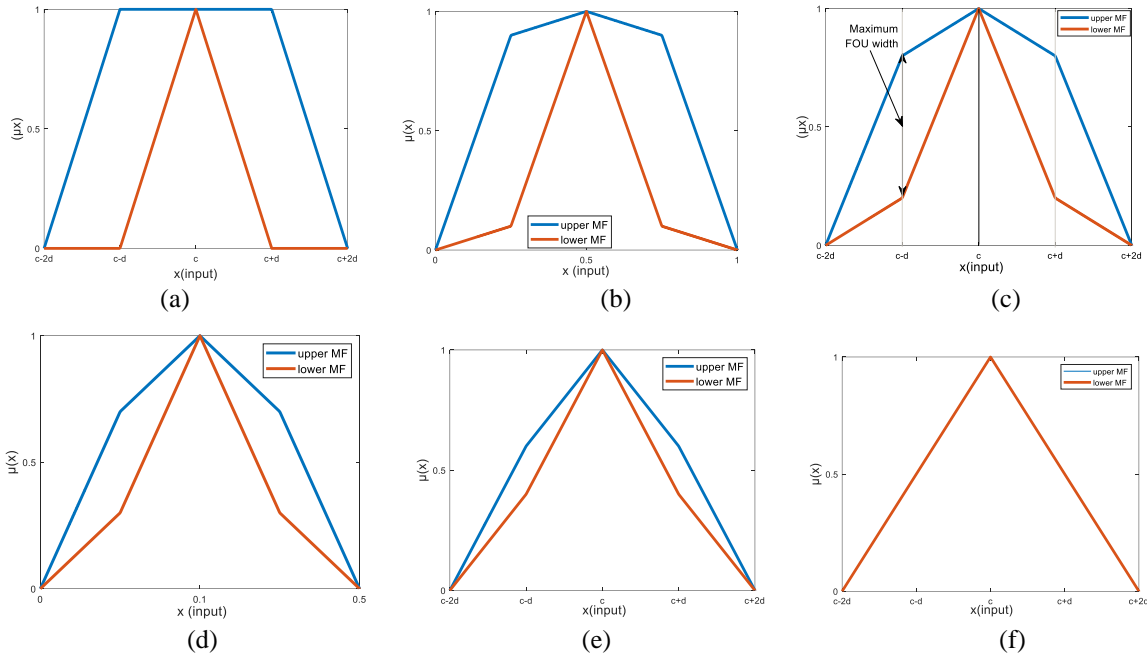 1
0.5
0
(μx)
c-2d
c-d
c
c+d
c+2d
x(input)
(a)
1
0.5
0
μ(x)
upper MF
lower MF
0
0.5
1
x (input)
(b)
1
0.5
0
(μx)
Maximum
FOU width
upper MF
lower MF
c-2d
c-d
c
c+d
c+2d
x(input)
(c)
1
0.5
0
μ(x)
upper MF
lower MF
0
0.1
0.5
x (input)
(d)
1
0.5
0
μ(x)
upper MF
lower MF
c-2d
c-d
c
c+d
c+2d
x(input)
(e)
1
0.5
0
μ(x)
upper MF
lower MF
c-2d
c-d
c
c+d
c+2d
x(input)
(f)